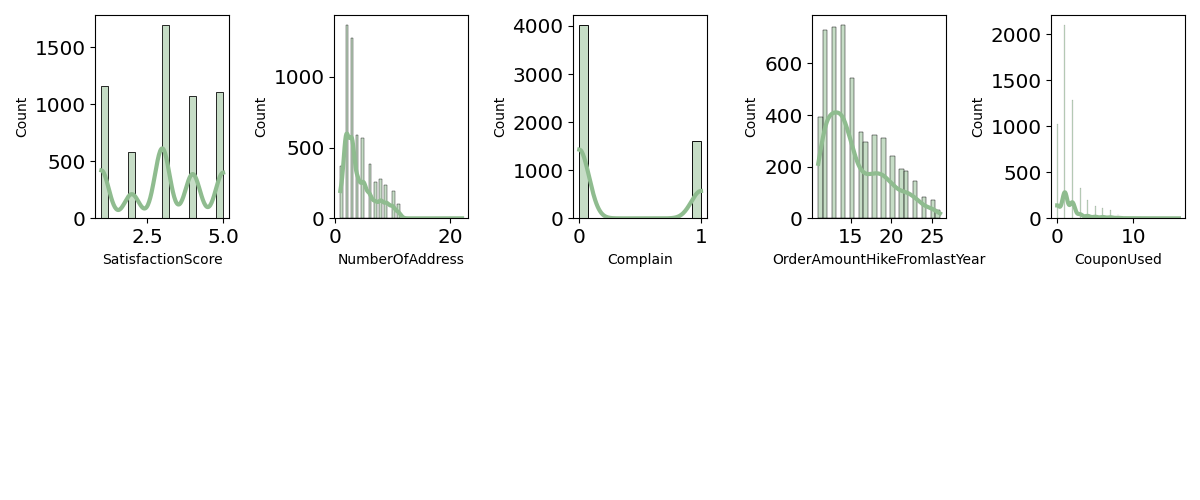 1500
1000
500
0
Count
2.5 5.0
SatisfactionScore
1000
500
0
Count
0 20
NumberOfAddress
4000
3000
2000
1000
0
Count
0 1
Complain
600
400
200
0
Count
15 20 25
OrderAmountHikeFromlastYear
2000
1500
1000
500
0
Count
0 10
CouponUsed